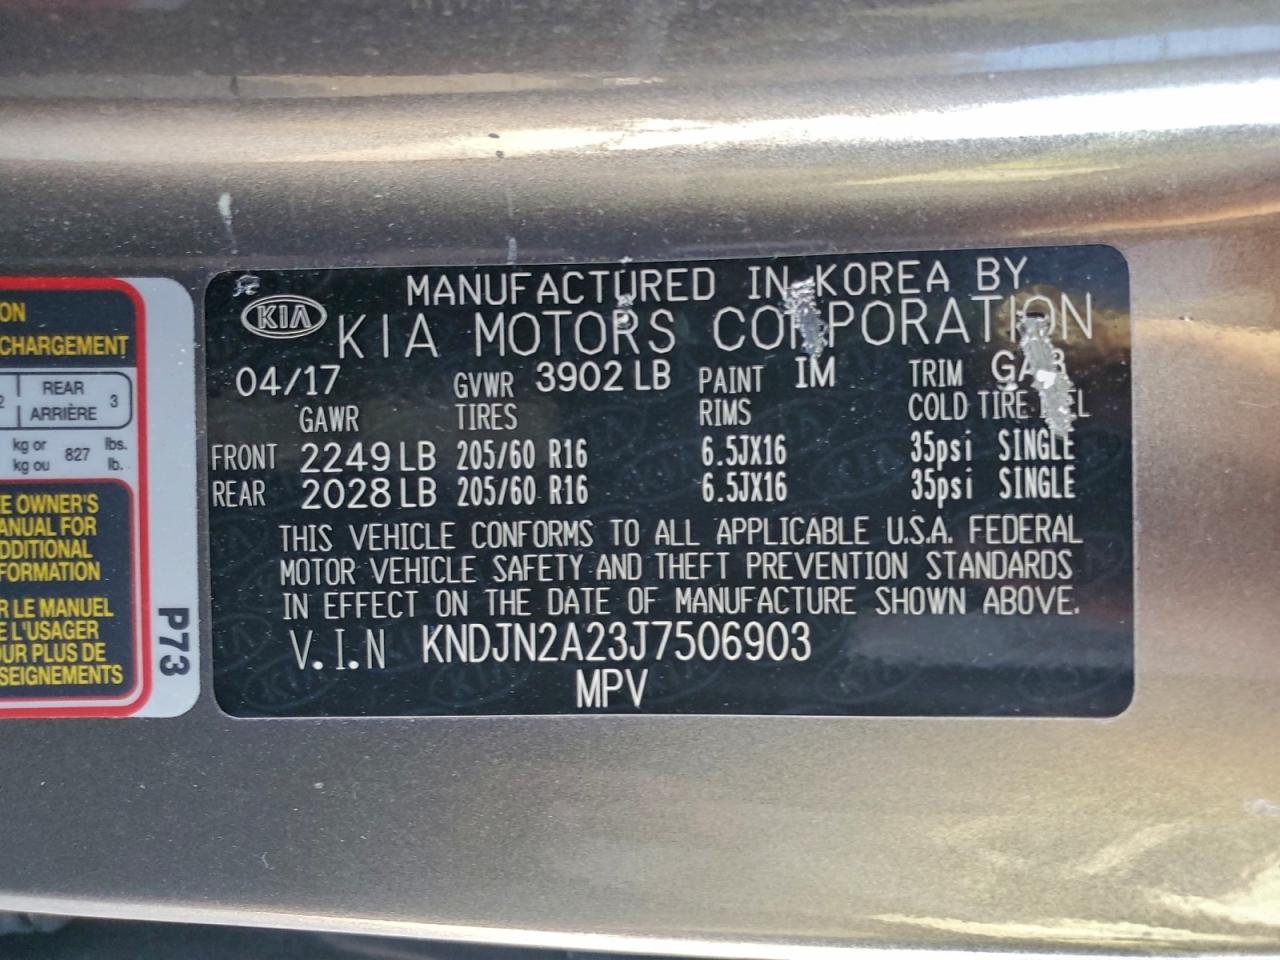 MANUFACTURED IN KOREA BY
KIA
KIA MOTORS CORPORATION
04/17 GVWR 3902 LB PAINT IM TRIM
GAWR TIRES RIMS COLD TIRE
FRONT 2249 LB 205/60 R16 6.5JX16 35psi SINGLE
REAR 2028 LB 205/60 R16 6.5JX16 35psi SINGLE
THIS VEHICLE CONFORMS TO ALL APPLICABLE U.S.A. FEDERAL
MOTOR VEHICLE SAFETY AND THEFT PREVENTION STANDARDS
IN EFFECT ON THE DATE OF MANUFACTURE SHOWN ABOVE.
V.I.N KNDJN2A23J7506903
MPV
ON
CHARGEMENT
2 REAR 3
ARRIÈRE
kg or 827 lbs.
kg ou lb.
E OWNER'S
ANUAL FOR
DDITIONAL
FORMATION
R LE MANUEL
E L'USAGER
OUR PLUS DE
SEIGNEMENTS
P73